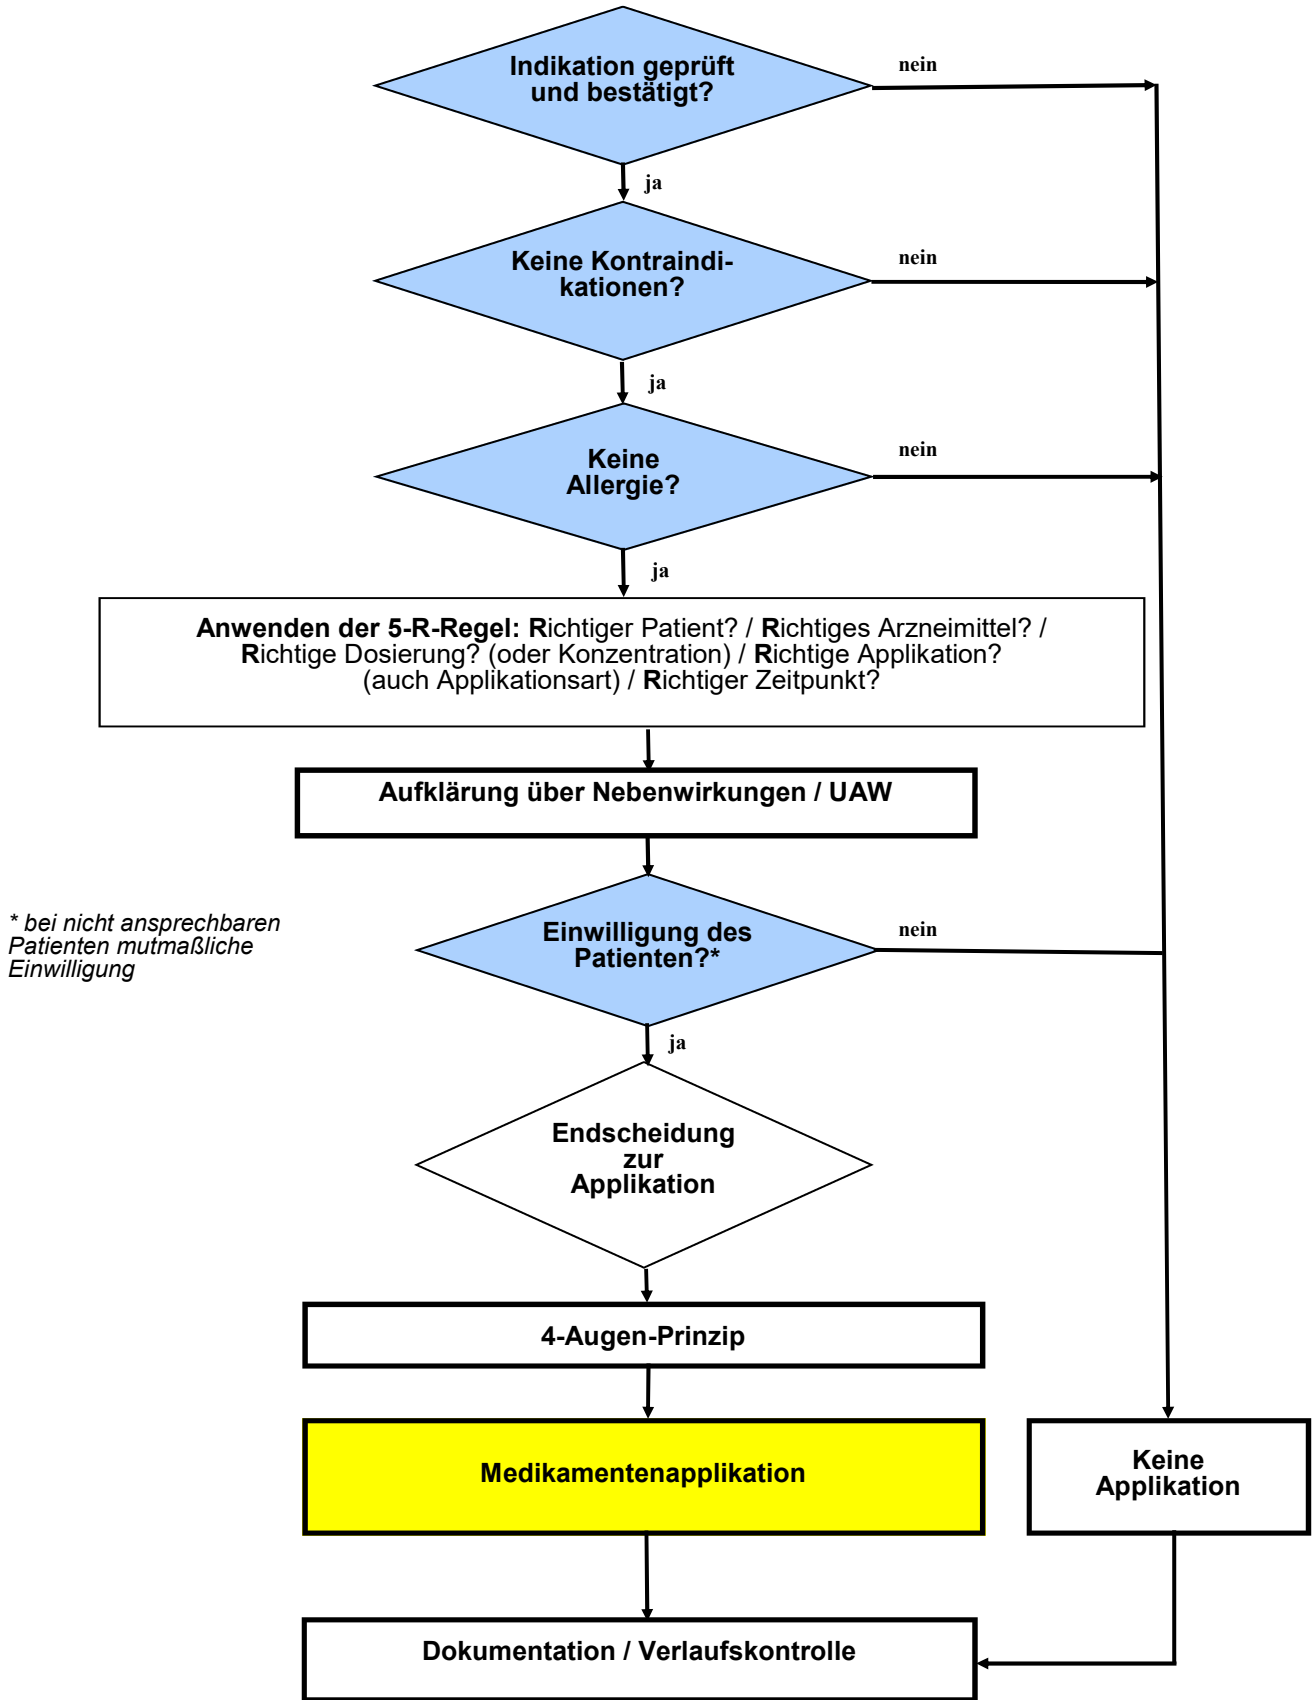 Indikation geprüft
und bestätigt?
nein
ja
Keine Kontraindi-
kationen?
nein
ja
Keine
Allergie?
nein
ja
Anwenden der 5-R-Regel: Richtiger Patient? / Richtiges Arzneimittel? /
Richtige Dosierung? (oder Konzentration) / Richtige Applikation?
(auch Applikationsart) / Richtiger Zeitpunkt?
Aufklärung über Nebenwirkungen / UAW
* bei nicht ansprechbaren
Patienten mutmaßliche
Einwilligung
Einwilligung des
Patienten?*
nein
ja
Endscheidung
zur
Applikation
4-Augen-Prinzip
Medikamentenapplikation
Keine
Applikation
Dokumentation / Verlaufskontrolle